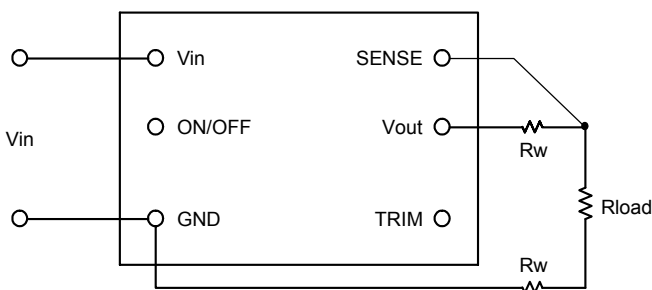 Vin SENSE
Vin
ON/OFF Vout
Rw
GND TRIM
Rload
Rw